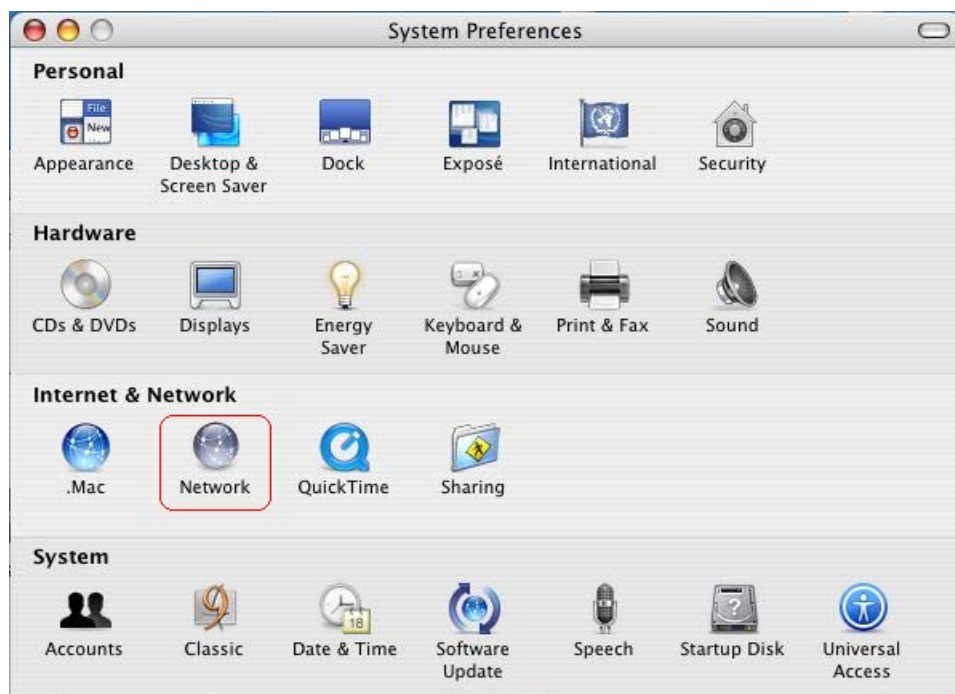 System Preferences
Personal
File
New
Appearance
Desktop &
Screen Saver
Dock
Exposé
International
Security
Hardware
CDs & DVDs
Displays
Energy
Saver
Keyboard &
Mouse
Print & Fax
Sound
Internet & Network
.Mac
Network
QuickTime
Sharing
System
18
?
Accounts
Classic
Date & Time
Software
Update
Speech
Startup Disk
Universal
Access